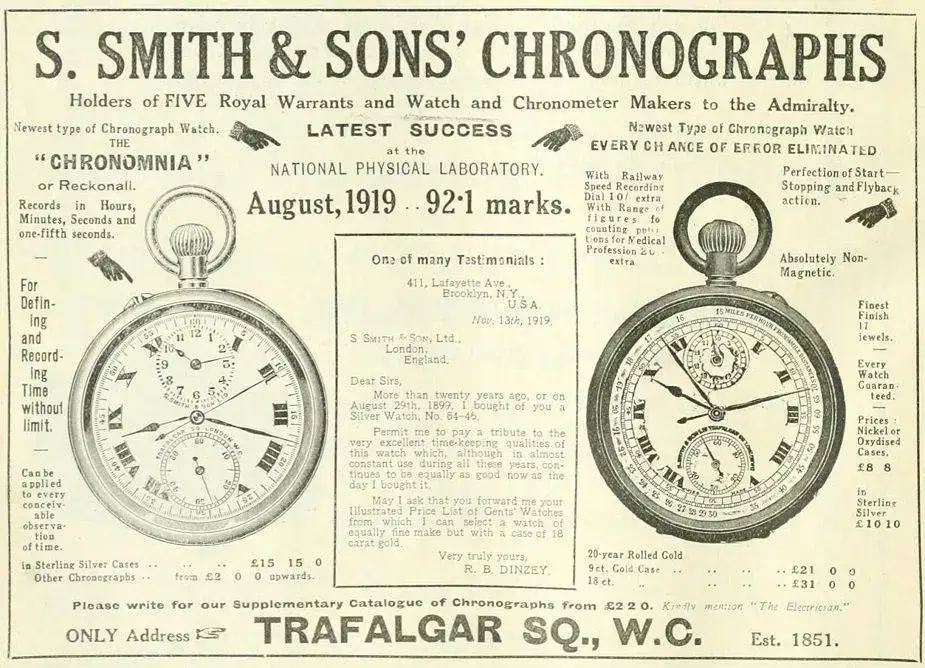 S. SMITH & SONS' CHRONOGRAPHS
Holders of FIVE Royal Warrants and Watch and Chronometer Makers to the Admiralty.
Newest type of Chronograph Watch.
THE
"CHRONOMNIA"
or Reckonall.
Records in Hours,
Minutes, Seconds and
one-fifth seconds.
For
Defin-
ing
and
Record-
ing
Time
without
limit.
Can be
applied
to every
conceiv-
able
observa-
tion
of time.
in Sterling Silver Cases .. .. .. £15 15 0
Other Chronographs .. from £2 0 0 upwards.
LATEST SUCCESS
at the
NATIONAL PHYSICAL LABORATORY.
August, 1919 .. 92·1 marks.
One of many Testimonials :
411, Lafayette Ave.,
Brooklyn, N.Y.,
U.S.A.
Nov. 13th, 1919.
S Smith & Son, Ltd.,
London,
England.
Dear Sirs,
More than twenty years ago, or on
August 29th, 1899, I bought of you a
Silver Watch, No. 84-45.
Permit me to pay a tribute to the
very excellent time-keeping qualities of
this watch which, although in almost
constant use during all these years, con-
tinues to be equally as good now as the
day I bought it.
May I ask that you forward me your
Illustrated Price List of Gents' Watches
from which I can select a watch of
equally fine make but with a case of 18
carat gold.
Very truly yours,
R. B. DINZEY.
Newest Type of Chronograph Watch
EVERY CHANCE OF ERROR ELIMINATED
With Railway
Speed Recording
Dial 10/- extra
With Range of
figures fo
counting
tions for Medical
Profession
extra
Perfection of Start—
Stopping and Flyback
action.
Absolutely Non-
Magnetic.
Finest
Finish
17
jewels.
Every
Watch
Guaran-
teed.
Prices :
Nickel or
Oxydised
Cases.
£8 8
in
Sterling
Silver
£10 10
20-year Rolled Gold
9ct. Gold Case .. .. .. .. £21 0 0
18 ct. „ .. .. .. £31 0 0
Please write for our Supplementary Catalogue of Chronographs from £2 2 0. Kindly mention "The Electrician."
ONLY Address TRAFALGAR SQ., W.C. Est. 1851.